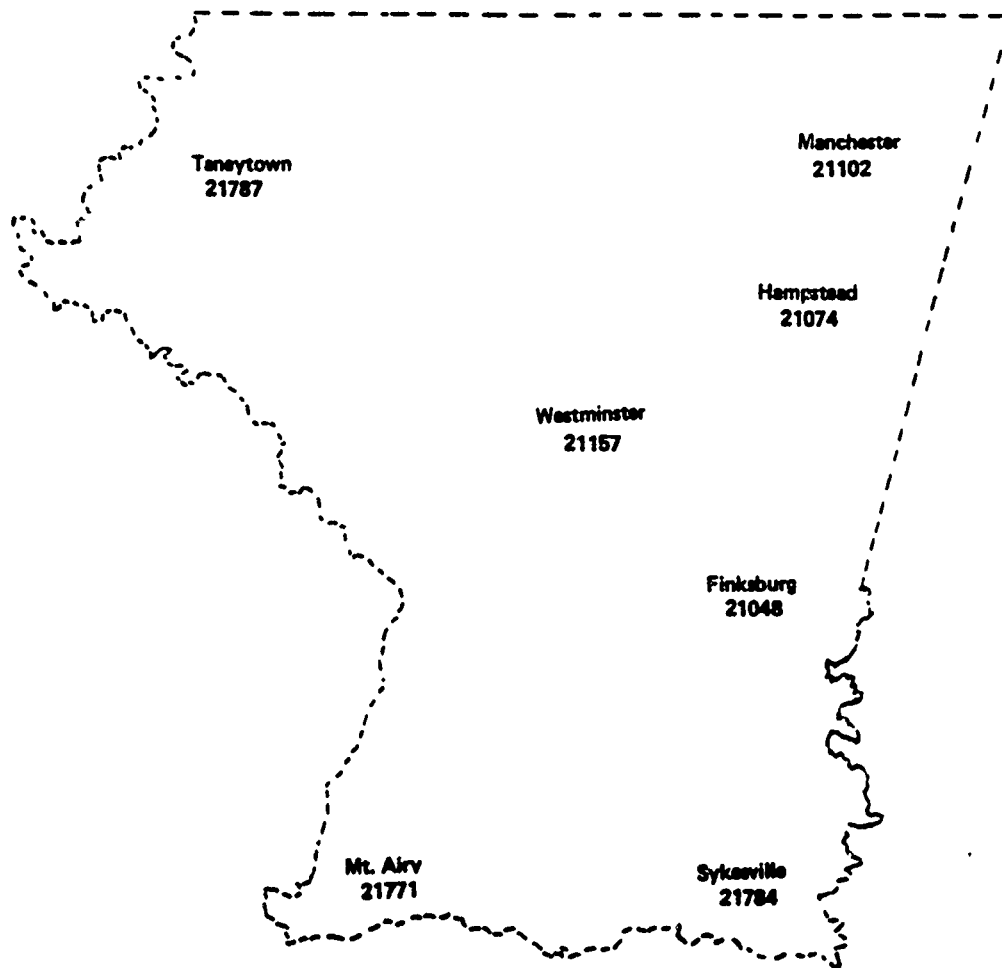 Manchester
21102
Taneytown
21787
Hampstead
21074
Westminster
21157
Finksburg
21048
Mt. Airy
21771
Sykesville
21784